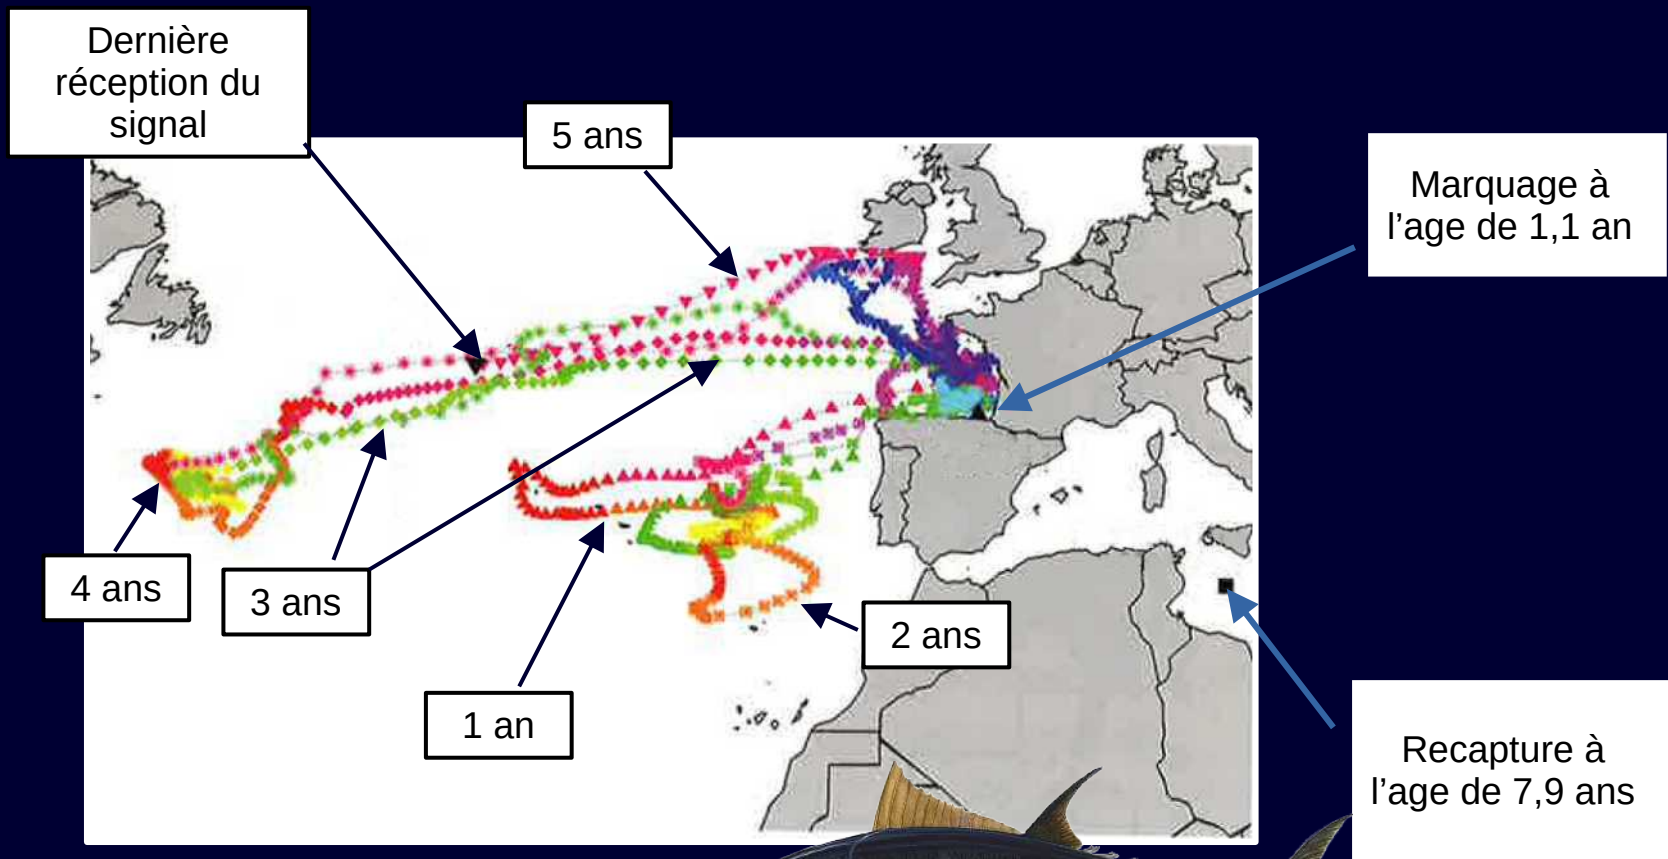 Dernière
réception du
signal
5 ans
Marquage à
l'age de 1,1 an
4 ans
3 ans
2 ans
1 an
Recapture à
l'age de 7,9 ans